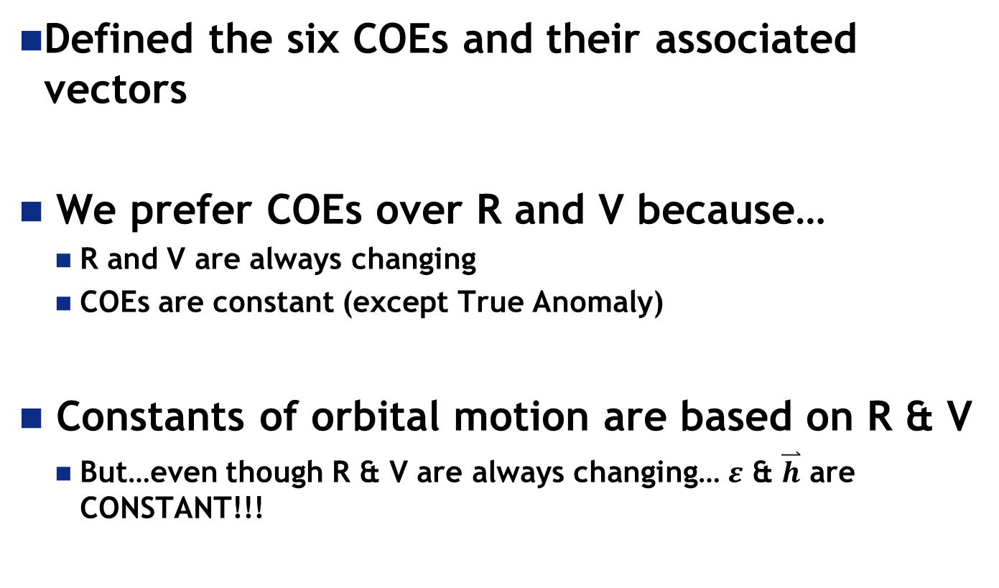 ■Defined the six COEs and their associated
vectors
■ We prefer COEs over R and V because…
■ R and V are always changing
■ COEs are constant (except True Anomaly)
■ Constants of orbital motion are based on R & V
■ But…even though R & V are always changing… 𝜺 & 𝒉⃑ are
CONSTANT!!!